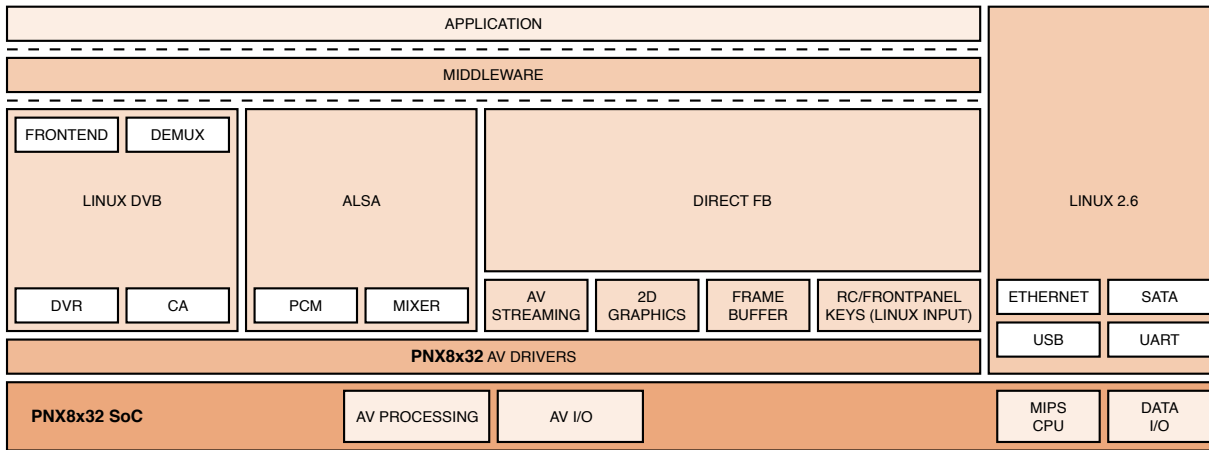 APPLICATION
MIDDLEWARE
FRONTEND
DEMUX
LINUX DVB
DVR
CA
ALSA
PCM
MIXER
DIRECT FB
AV
STREAMING
2D
GRAPHICS
FRAME
BUFFER
RC/FRONTPANEL
KEYS (LINUX INPUT)
LINUX 2.6
ETHERNET
SATA
USB
UART
PNX8x32 AV DRIVERS
PNX8x32 SoC
AV PROCESSING
AV I/O
MIPS
CPU
DATA
I/O